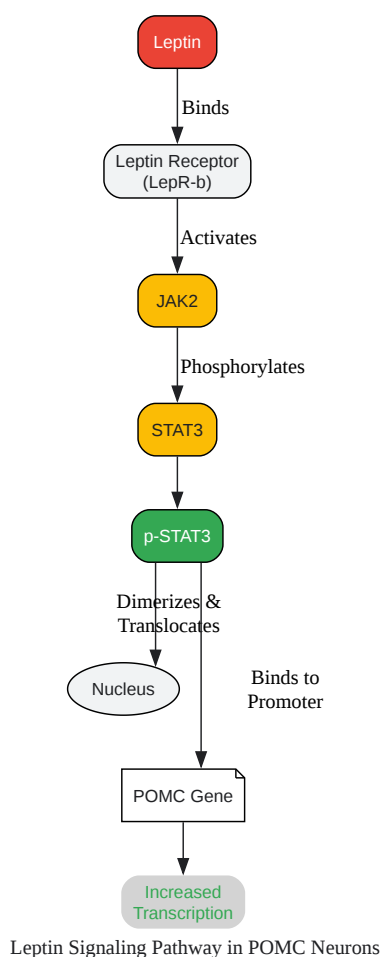 Leptin
Binds
Leptin Receptor
(LepR-b)
Activates
JAK2
Phosphorylates
STAT3
p-STAT3
Dimerizes &
Translocates
Nucleus
Binds to
Promoter
POMC Gene
Increased
Transcription
Leptin Signaling Pathway in POMC Neurons